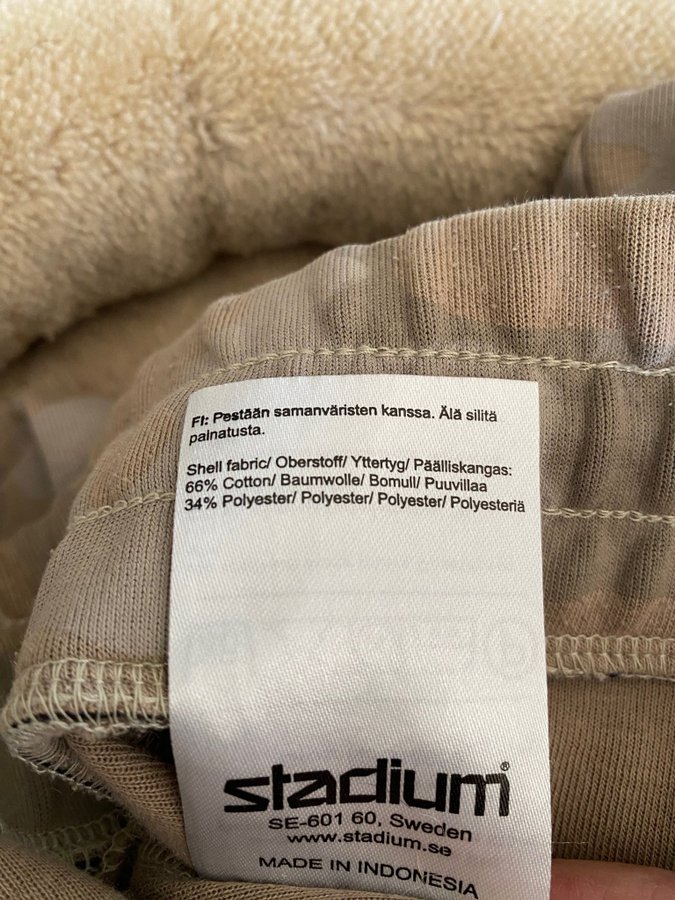 FI: Pestään samanväristen kanssa. Älä silitä
painatusta.
Shell fabric/ Oberstoff/ Yttertyg/ Päälliskangas:
66% Cotton/ Baumwolle/ Bomull/ Puuvillaa
34% Polyester/ Polyester/ Polyester/ Polyesteriä
stadium®
SE-601 60, Sweden
www.stadium.se
MADE IN INDONESIA